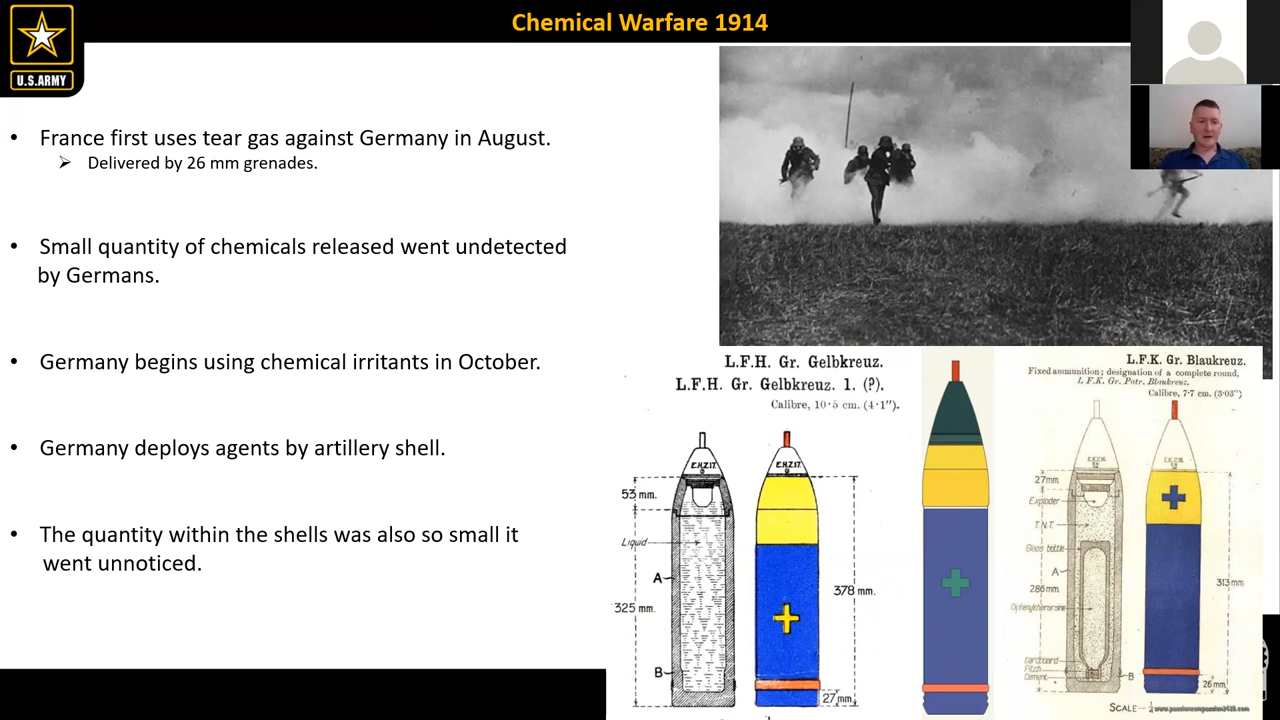 Chemical Warfare 1914
U.S.ARMY
• France first uses tear gas against Germany in August.
➢ Delivered by 26 mm grenades.
• Small quantity of chemicals released went undetected
by Germans.
• Germany begins using chemical irritants in October.
• Germany deploys agents by artillery shell.
• The quantity within the shells was also so small it
went unnoticed.
L.F.H. Gr. Gelbkreuz.
L.F.H. Gr. Gelbkreuz. 1. (?).
Calibre, 10·5 cm. (4·1").
E.H.Z.17.
E.H.Z.17.
53 mm.
Liquid
A
325 mm.
B
378 mm.
27 mm.
L.F.K. Gr. Blaukreuz.
Fixed ammunition; designation of a complete round,
L.F.K. Gr. Patr. Blaukreuz.
Calibre, 7·7 cm. (3·03")
27mm.
Exploder
T.N.T.
Glass bottle
A
286mm.
Diphenylchlorarsine
Cardboard
Pitch
Cement
B
313 mm.
26 mm.
SCALE